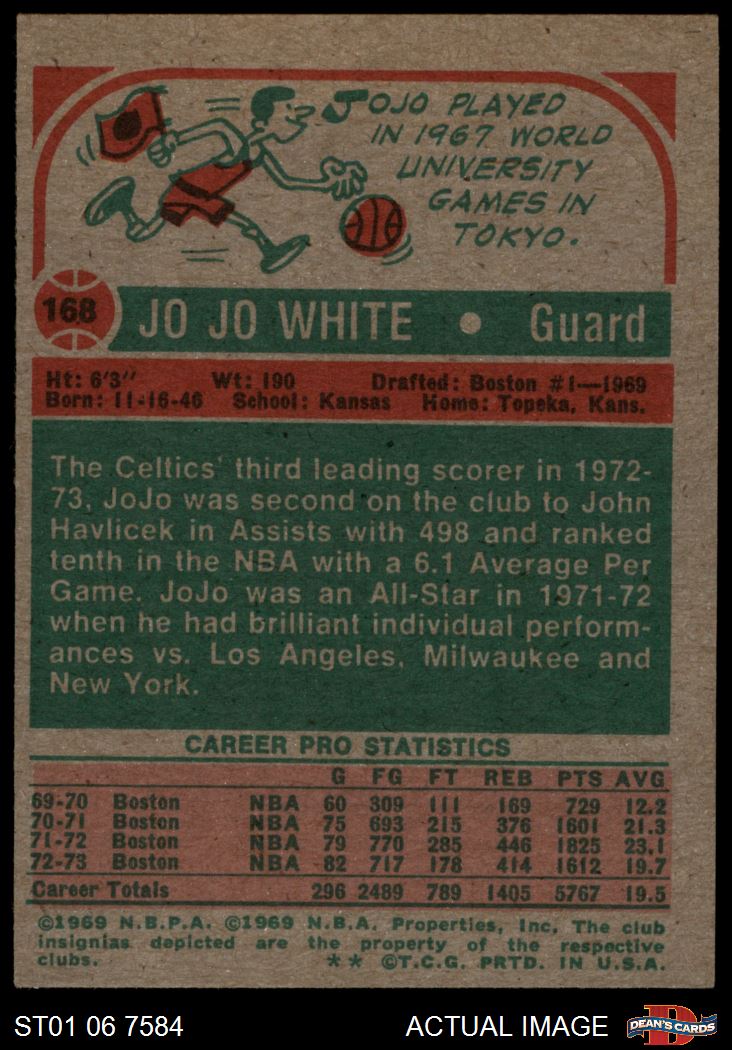 JOJO PLAYED
IN 1967 WORLD
UNIVERSITY
GAMES IN
TOKYO.
168 JO JO WHITE • Guard
Ht: 6'3" Wt: 190 Drafted: Boston #1—1969
Born: 11-16-46 School: Kansas Home: Topeka, Kans.
The Celtics' third leading scorer in 1972-
73, JoJo was second on the club to John
Havlicek in Assists with 498 and ranked
tenth in the NBA with a 6.1 Average Per
Game. JoJo was an All-Star in 1971-72
when he had brilliant individual perform-
ances vs. Los Angeles, Milwaukee and
New York.
CAREER PRO STATISTICS
G FG FT REB PTS AVG
69-70 Boston NBA 60 309 111 169 729 12.2
70-71 Boston NBA 75 693 215 376 1601 21.3
71-72 Boston NBA 79 770 285 446 1825 23.1
72-73 Boston NBA 82 717 178 414 1612 19.7
Career Totals 296 2489 789 1405 5767 19.5
©1969 N.B.P.A. ©1969 N.B.A. Properties, Inc. The club
insignias depicted are the property of the respective
clubs. ** ©T.C.G. PRTD. IN U.S.A.
ST01 06 7584 ACTUAL IMAGE DEAN'S CARDS